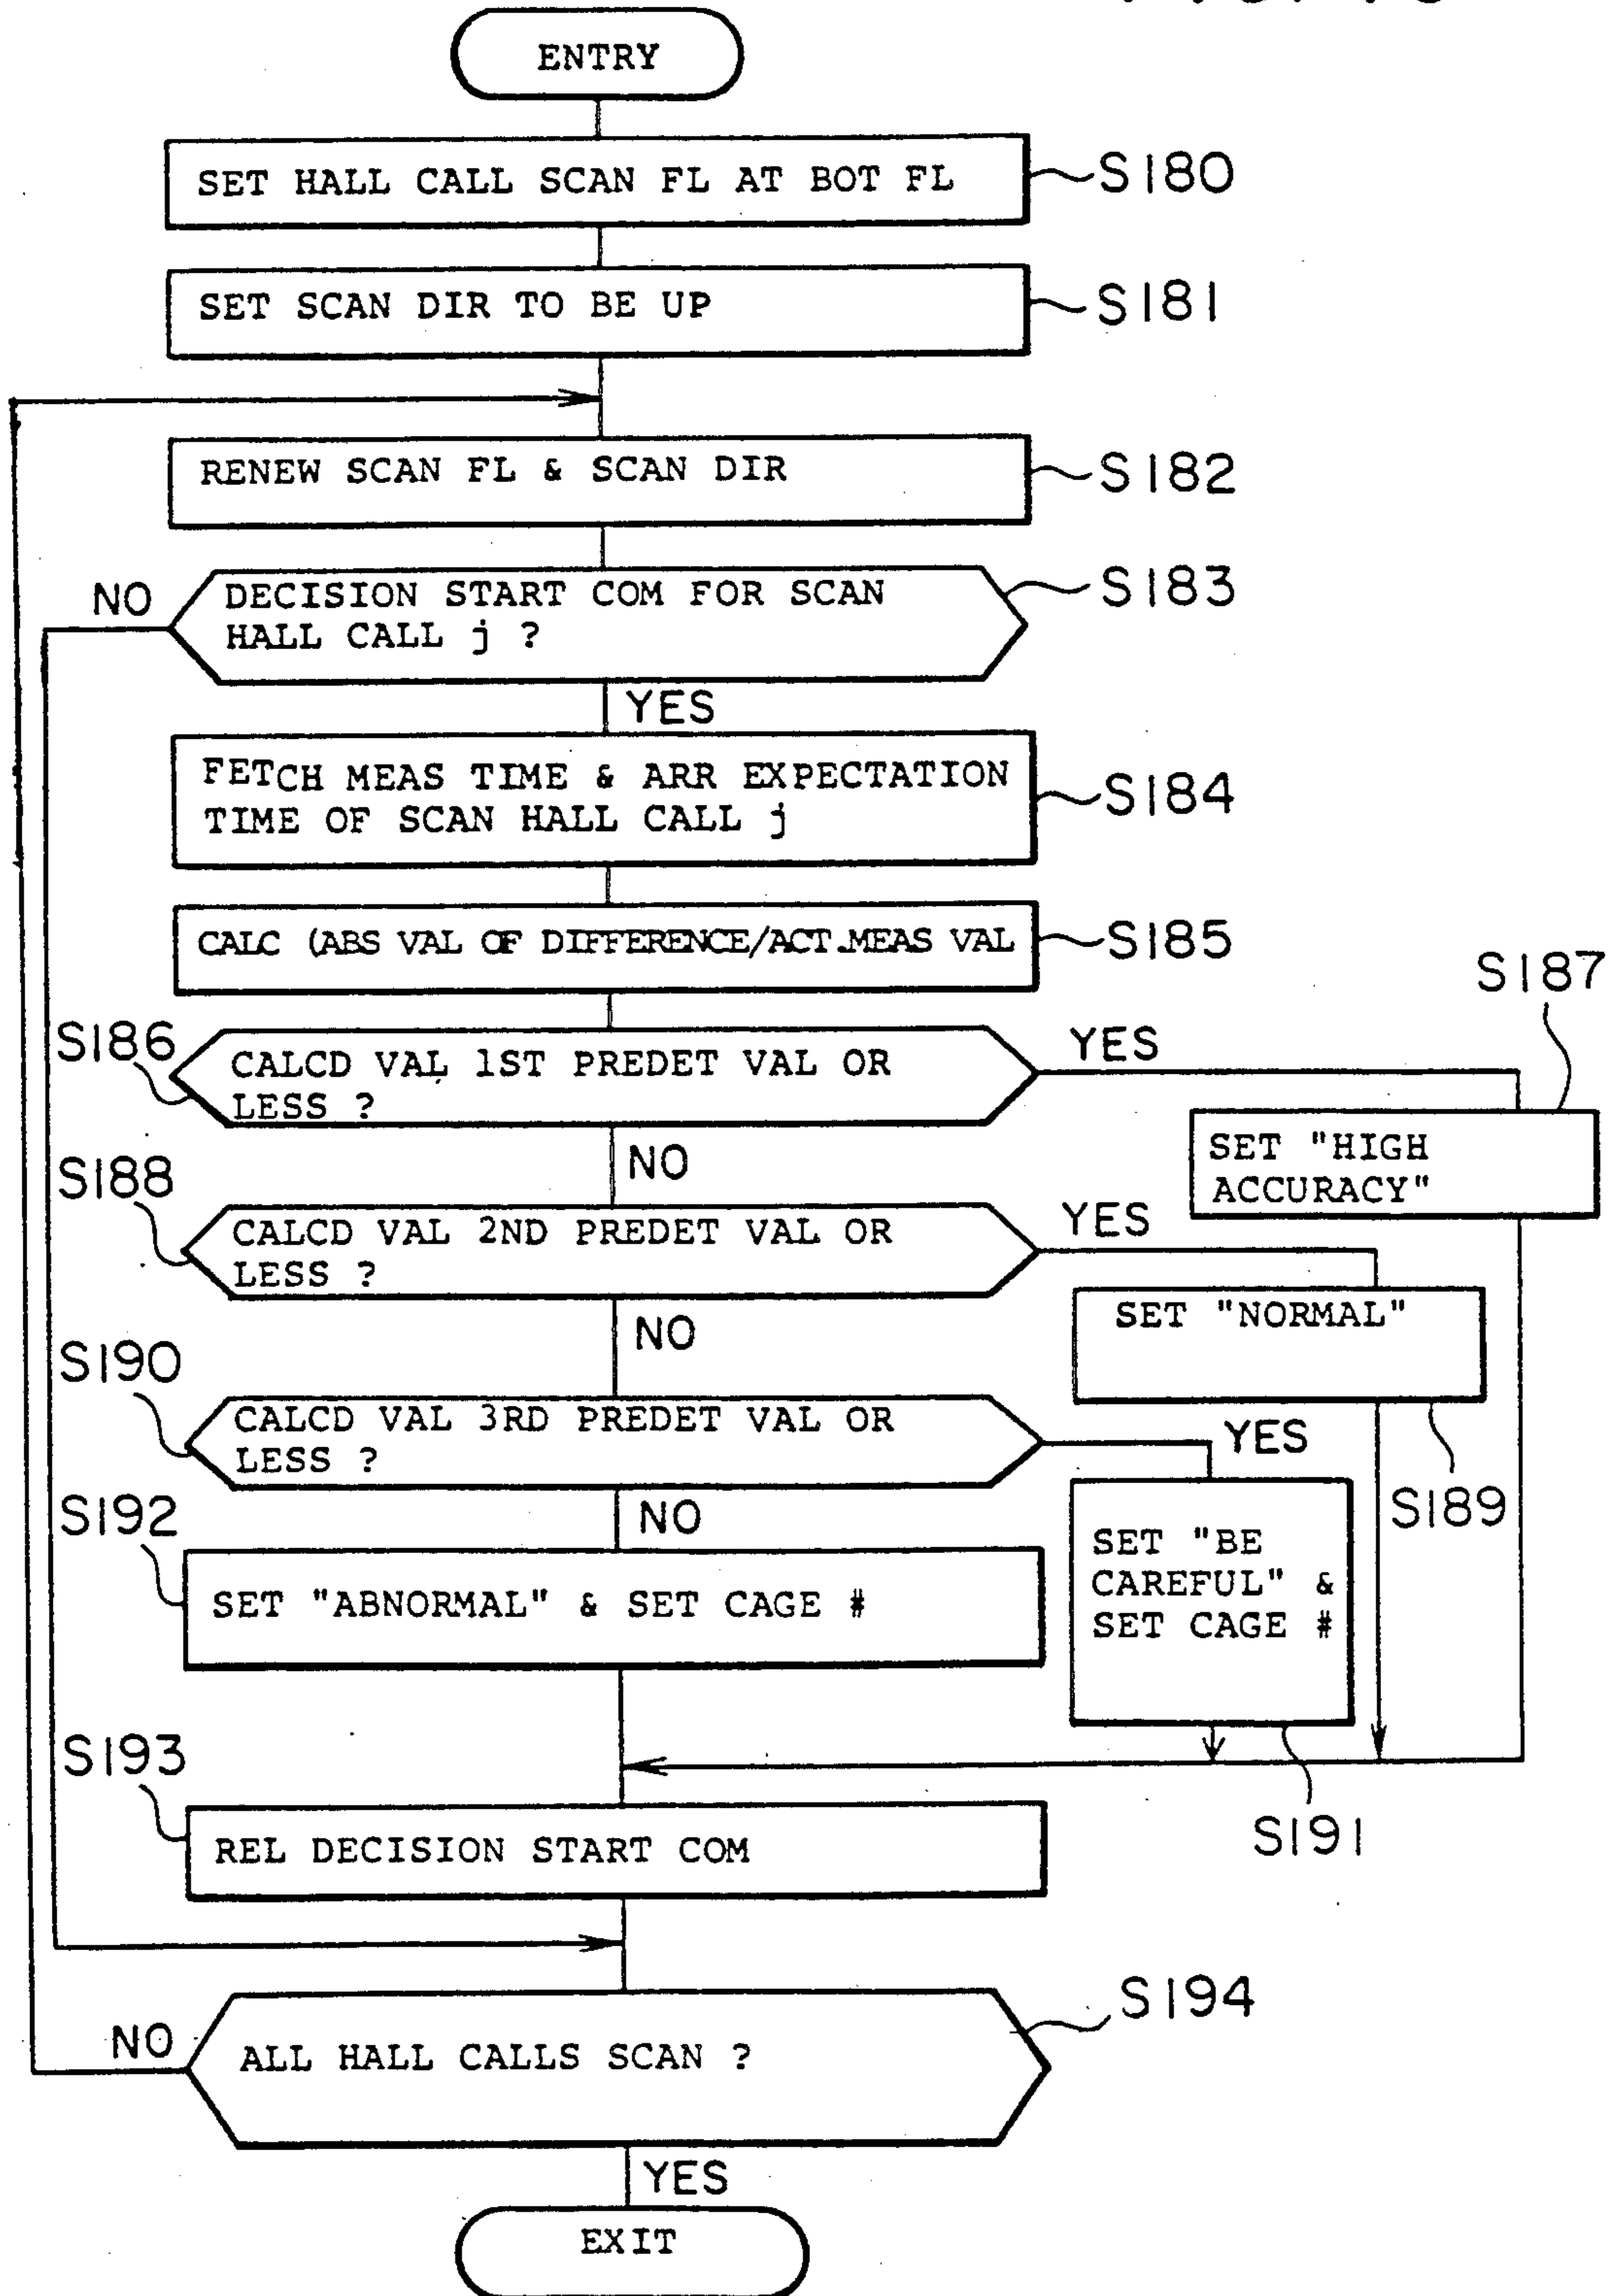 ENTRY
SET HALL CALL SCAN FL AT BOT FL
S180
SET SCAN DIR TO BE UP
S181
RENEW SCAN FL & SCAN DIR
S182
NO
DECISION START COM FOR SCAN
HALL CALL j ?
S183
YES
FETCH MEAS TIME & ARR EXPECTATION
TIME OF SCAN HALL CALL j
S184
CALC (ABS VAL OF DIFFERENCE/ACT.MEAS VAL
S185
S187
S186
CALCD VAL 1ST PREDET VAL OR
LESS ?
YES
SET "HIGH
ACCURACY"
NO
S188
CALCD VAL 2ND PREDET VAL OR
LESS ?
YES
SET "NORMAL"
NO
S190
CALCD VAL 3RD PREDET VAL OR
LESS ?
YES
S189
NO
S192
SET "ABNORMAL" & SET CAGE #
SET "BE
CAREFUL" &
SET CAGE #
S193
S191
REL DECISION START COM
S194
NO
ALL HALL CALLS SCAN ?
YES
EXIT